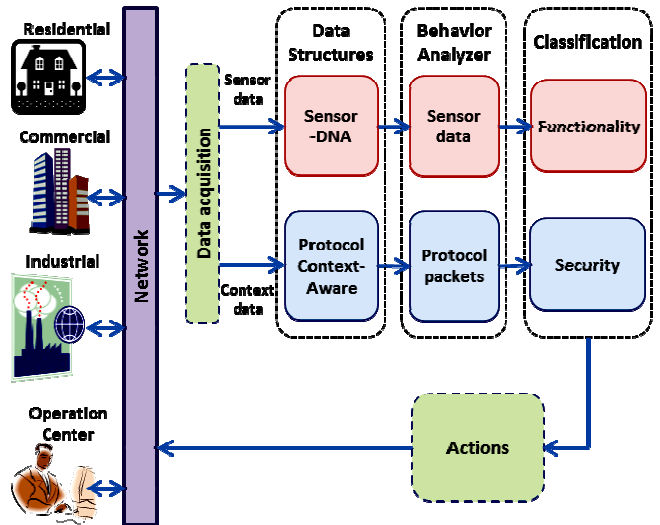 Residential
Commercial
Industrial
Operation
Center
Network
Data acquisition
Sensor
data
Context
data
Data
Structures
Sensor
-DNA
Protocol
Context-
Aware
Behavior
Analyzer
Sensor
data
Protocol
packets
Classification
Functionality
Security
Actions